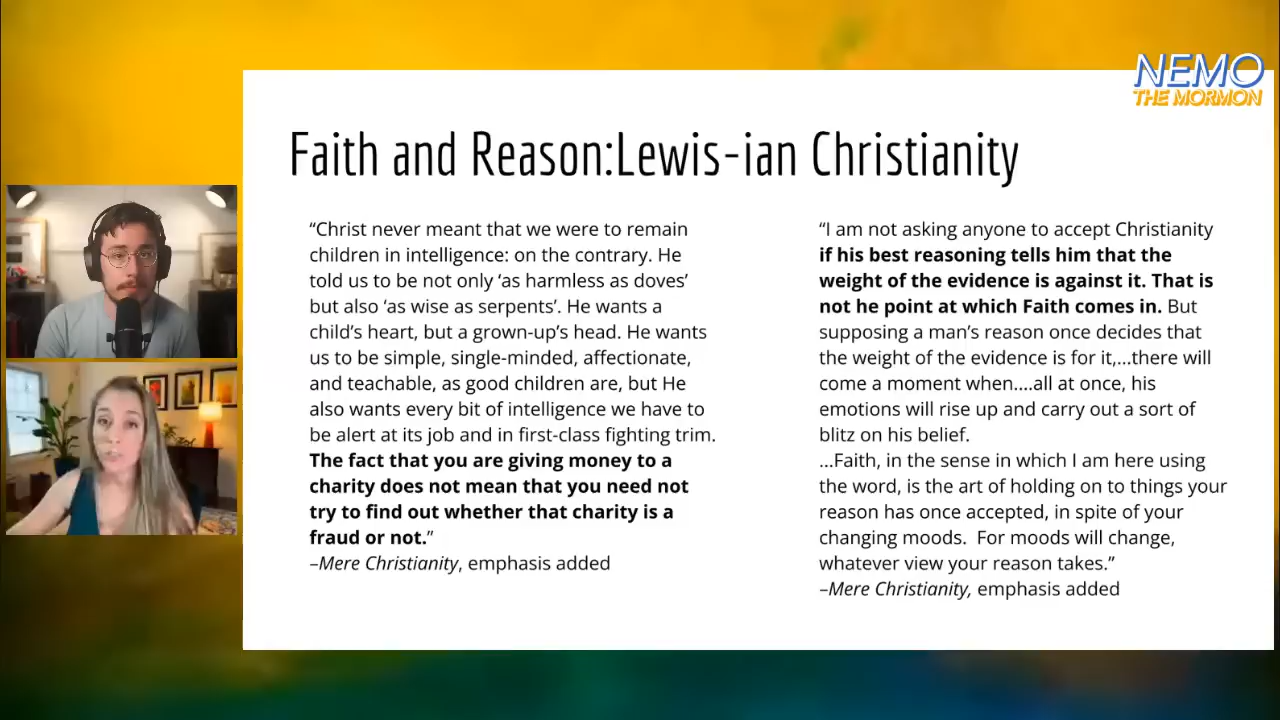 NEMO
THE MORMON
Faith and Reason:Lewis-ian Christianity
“Christ never meant that we were to remain
children in intelligence: on the contrary. He
told us to be not only ‘as harmless as doves’
but also ‘as wise as serpents’. He wants a
child’s heart, but a grown-up’s head. He wants
us to be simple, single-minded, affectionate,
and teachable, as good children are, but He
also wants every bit of intelligence we have to
be alert at its job and in first-class fighting trim.
The fact that you are giving money to a
charity does not mean that you need not
try to find out whether that charity is a
fraud or not.”
–Mere Christianity, emphasis added
“I am not asking anyone to accept Christianity
if his best reasoning tells him that the
weight of the evidence is against it. That is
not he point at which Faith comes in. But
supposing a man’s reason once decides that
the weight of the evidence is for it,...there will
come a moment when....all at once, his
emotions will rise up and carry out a sort of
blitz on his belief.
...Faith, in the sense in which I am here using
the word, is the art of holding on to things your
reason has once accepted, in spite of your
changing moods.  For moods will change,
whatever view your reason takes.”
–Mere Christianity, emphasis added